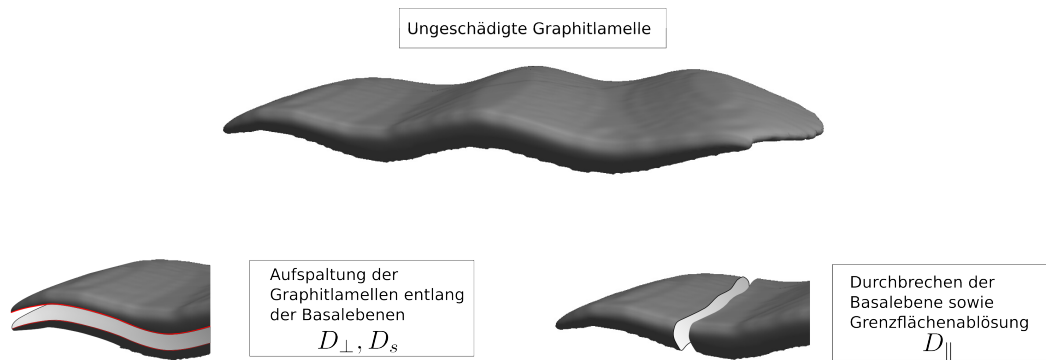 Ungeschädigte Graphitlamelle
Aufspaltung der
Graphitlamellen entlang
der Basalebenen
D⊥, Dₛ
Durchbrechen der
Basalebene sowie
Grenzflächenablösung
D∥